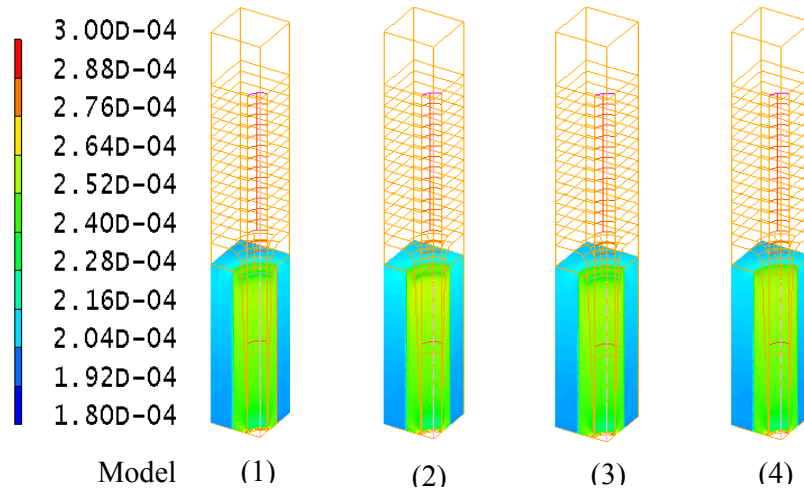 3.00D-04
2.88D-04
2.76D-04
2.64D-04
2.52D-04
2.40D-04
2.28D-04
2.16D-04
2.04D-04
1.92D-04
1.80D-04
Model (1) (2) (3) (4)